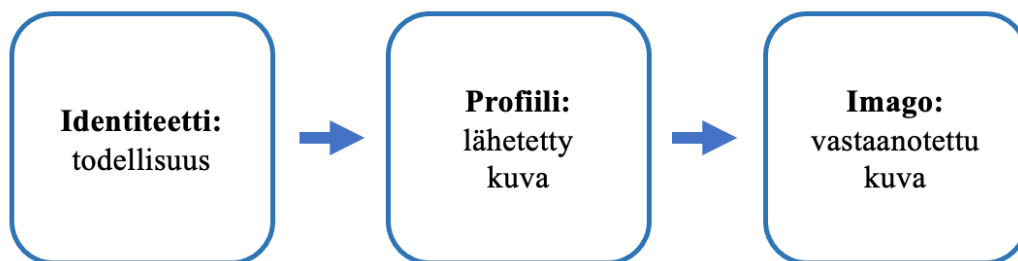 Identiteetti:
todellisuus
Profiili:
lähetetty
kuva
Imago:
vastaanotettu
kuva